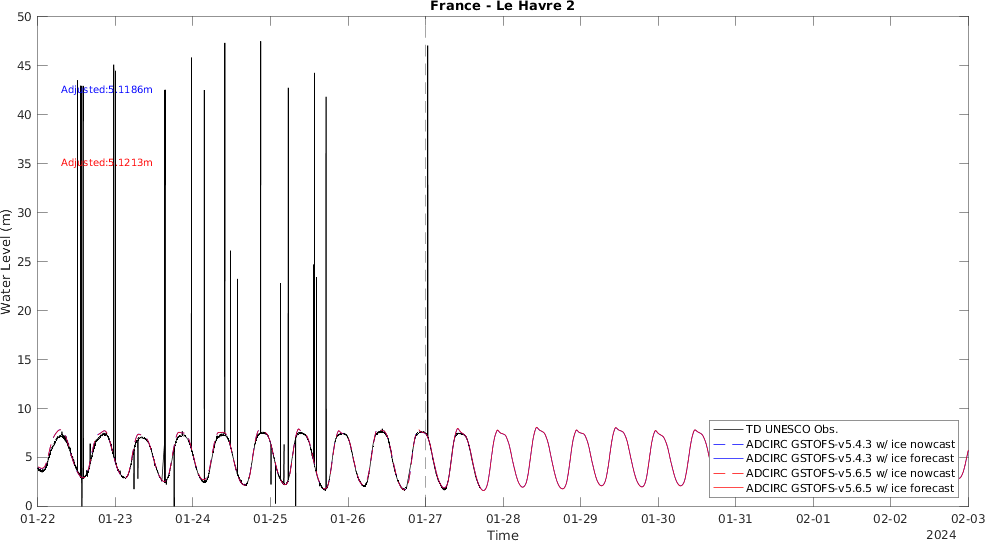 France - Le Havre 2
50
45
40
35
30
25
20
15
10
5
0
Water Level (m)
Adjusted:5.1186m
Adjusted:5.1213m
TD UNESCO Obs.
ADCIRC GSTOFS-v5.4.3 w/ ice nowcast
ADCIRC GSTOFS-v5.4.3 w/ ice forecast
ADCIRC GSTOFS-v5.6.5 w/ ice nowcast
ADCIRC GSTOFS-v5.6.5 w/ ice forecast
01-22 01-23 01-24 01-25 01-26 01-27 01-28 01-29 01-30 01-31 02-01 02-02 02-03
Time
2024